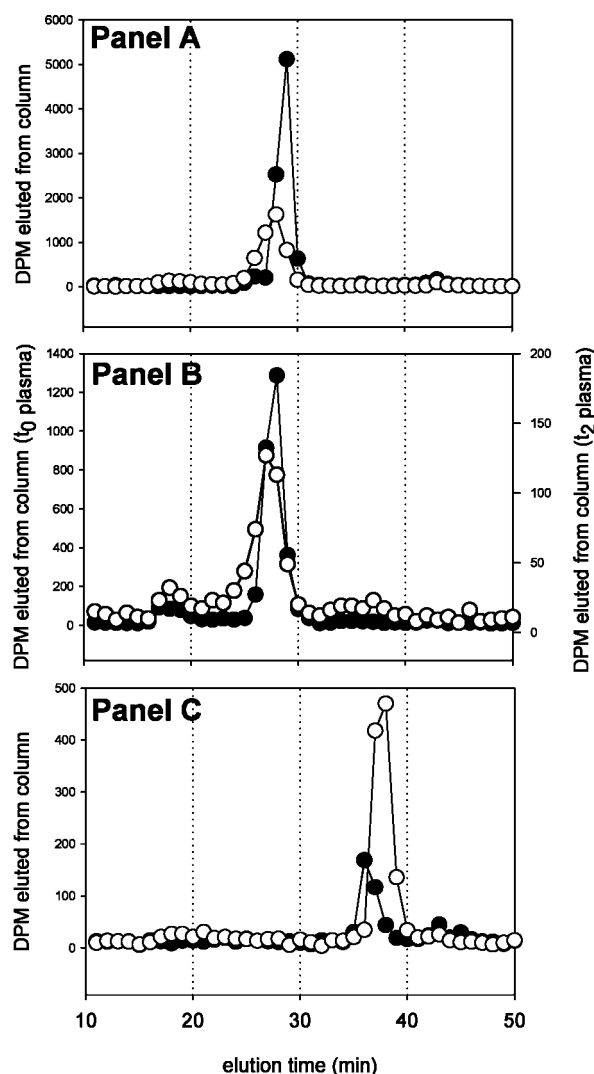 Panel A
DPM eluted from column
6000
5000
4000
3000
2000
1000
0
Panel B
DPM eluted from column (t0 plasma)
1400
1200
1000
800
600
400
200
0
DPM eluted from column (t2 plasma)
200
150
100
50
0
Panel C
DPM eluted from column
500
400
300
200
100
0
10 20 30 40 50
elution time (min)